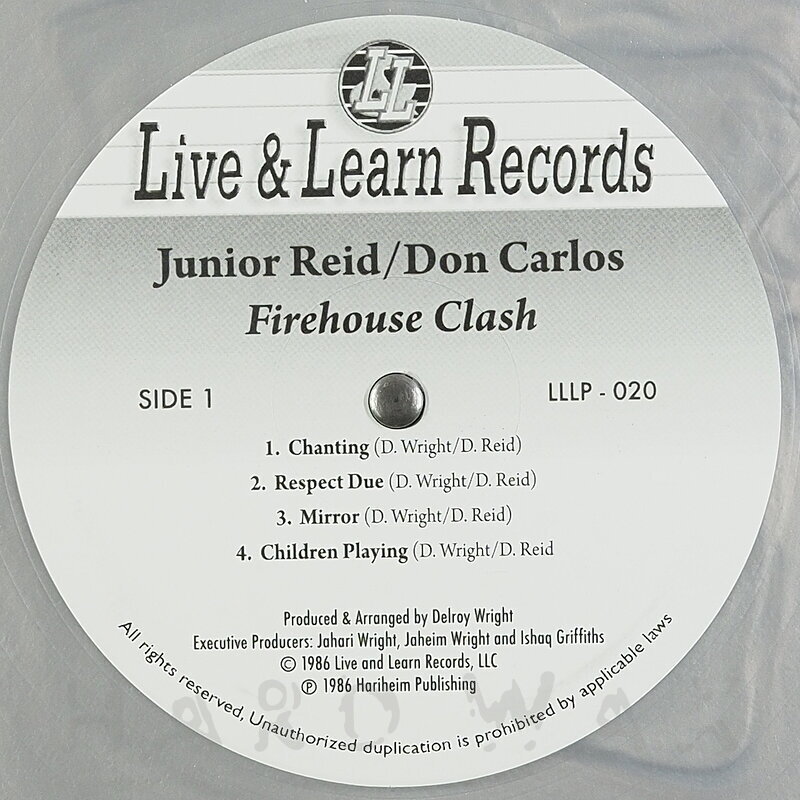 LL
Live & Learn Records
Junior Reid/Don Carlos
Firehouse Clash
SIDE 1
LLLP - 020
1. Chanting (D. Wright/D. Reid)
2. Respect Due (D. Wright/D. Reid)
3. Mirror (D. Wright/D. Reid)
4. Children Playing (D. Wright/D. Reid
Produced & Arranged by Delroy Wright
Executive Producers: Jahari Wright, Jaheim Wright and Ishaq Griffiths
© 1986 Live and Learn Records, LLC
℗ 1986 Hariheim Publishing
All rights reserved, Unauthorized duplication is prohibited by applicable laws